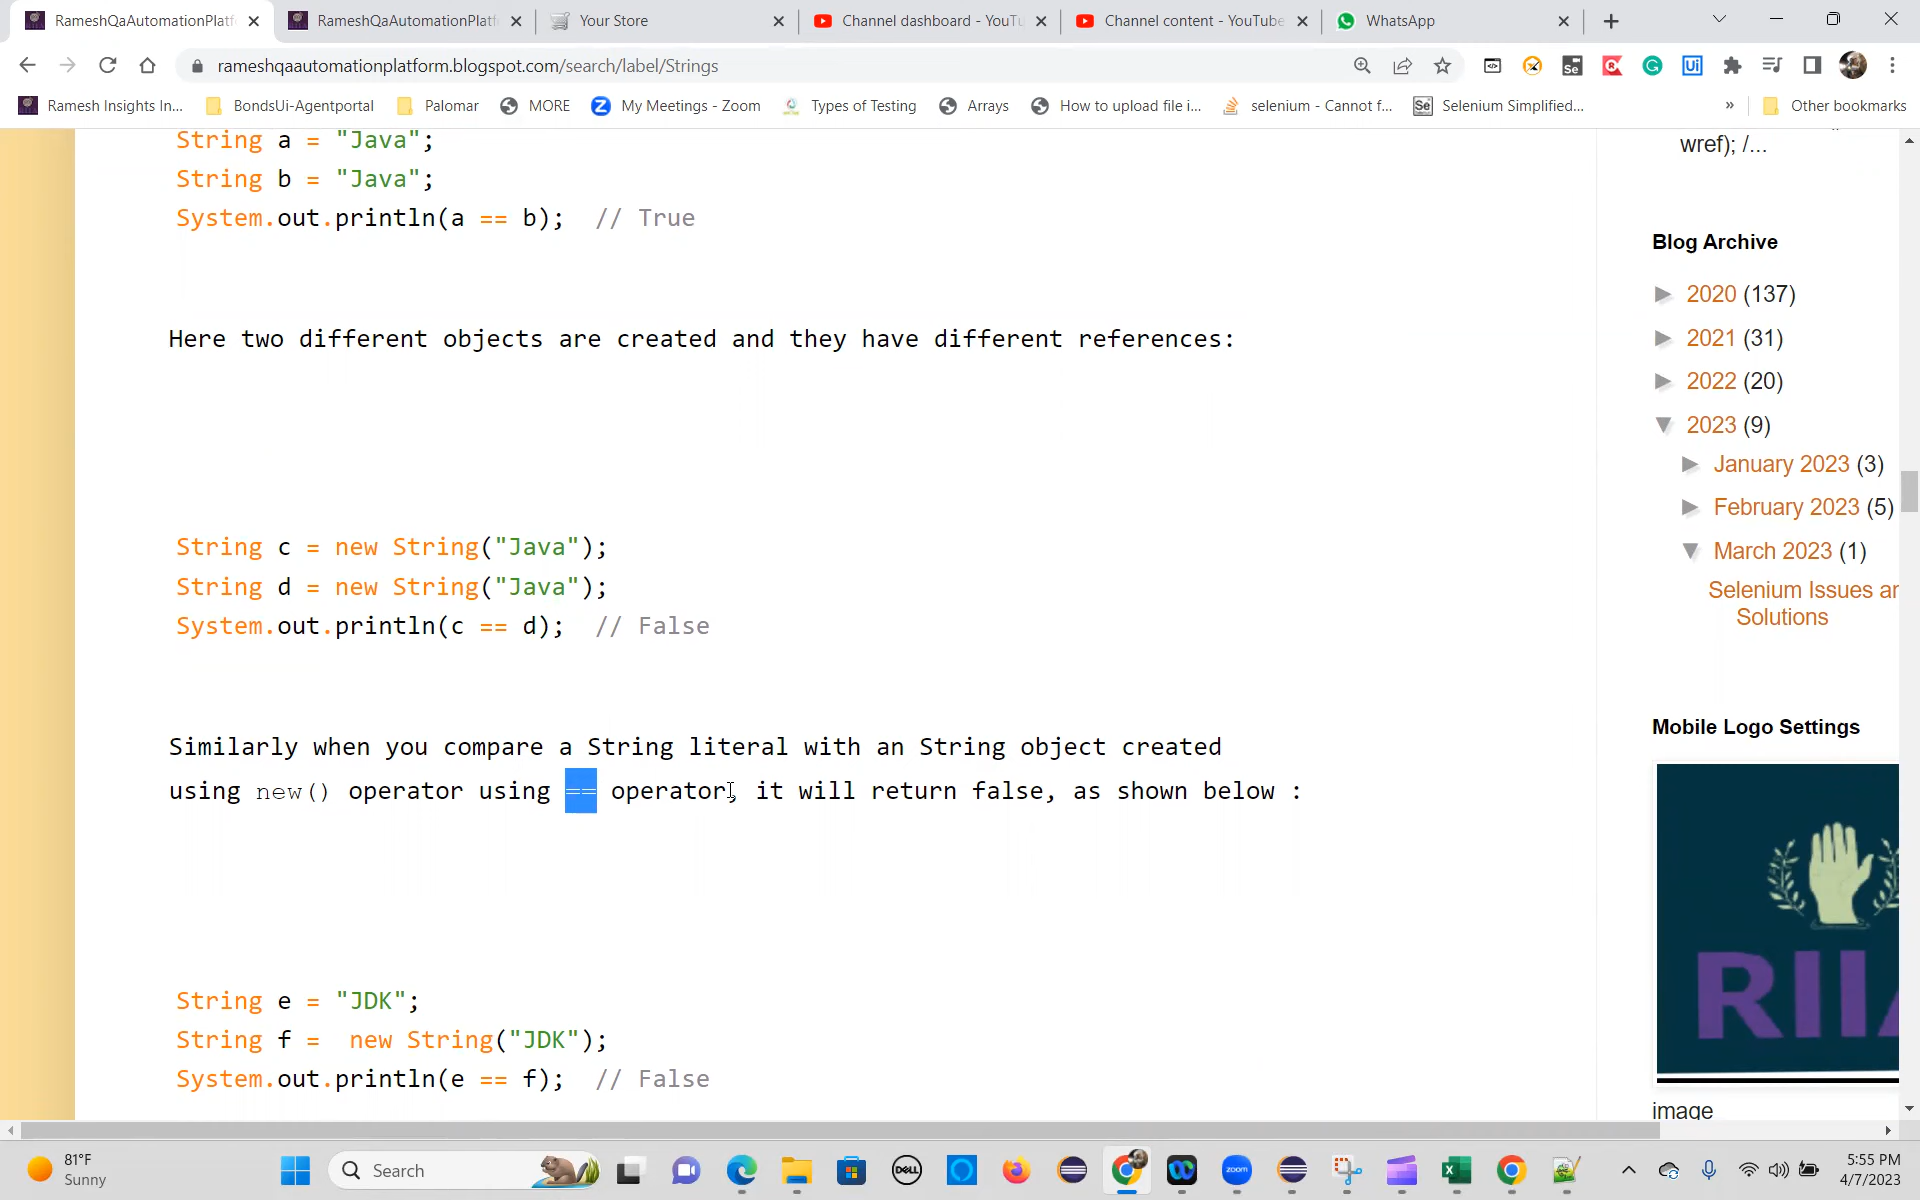 RameshQaAutomationPlatf
RameshQaAutomationPlatf
Your Store
Channel dashboard - YouTu
Channel content - YouTube
WhatsApp
rameshqaautomationplatform.blogspot.com/search/label/Strings
Ramesh Insights In...
BondsUi-Agentportal
Palomar
MORE
My Meetings - Zoom
Types of Testing
Arrays
How to upload file i...
selenium - Cannot f...
Selenium Simplified...
»
Other bookmarks
String a = "Java";
String b = "Java";
System.out.println(a == b);  // True
Here two different objects are created and they have different references:
String c = new String("Java");
String d = new String("Java");
System.out.println(c == d);  // False
Similarly when you compare a String literal with an String object created
using new() operator using == operator, it will return false, as shown below :
String e = "JDK";
String f =  new String("JDK");
System.out.println(e == f);  // False
wref); /...
Blog Archive
► 2020 (137)
► 2021 (31)
► 2022 (20)
▼ 2023 (9)
► January 2023 (3)
► February 2023 (5)
▼ March 2023 (1)
Selenium Issues ar
Solutions
Mobile Logo Settings
RII
image
81°F
Sunny
Search
DELL
zoom
5:55 PM
4/7/2023